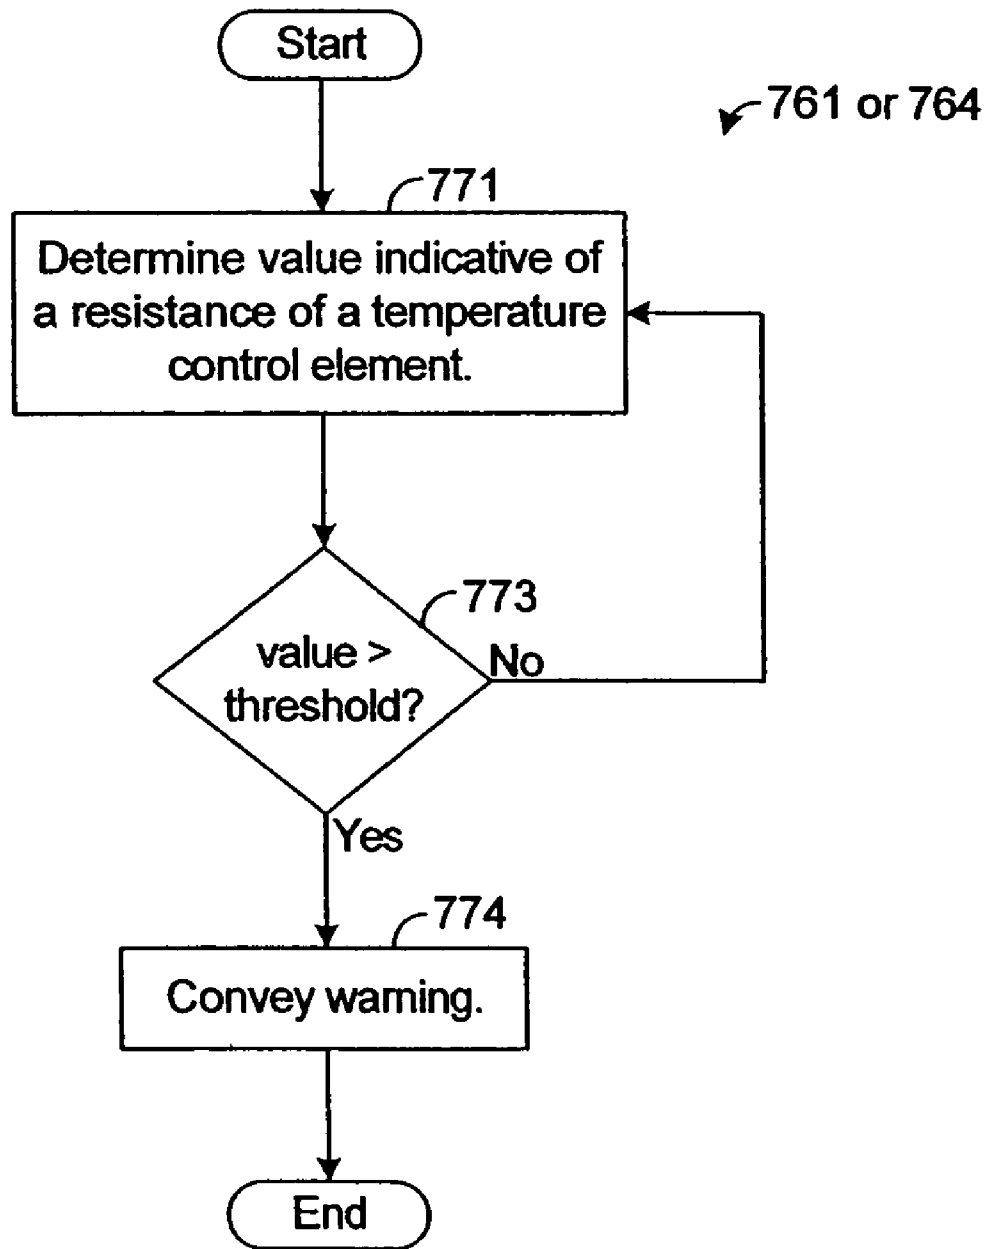 Start
761 or 764
771
Determine value indicative of
a resistance of a temperature
control element.
773
value >
threshold?
No
Yes
774
Convey warning.
End